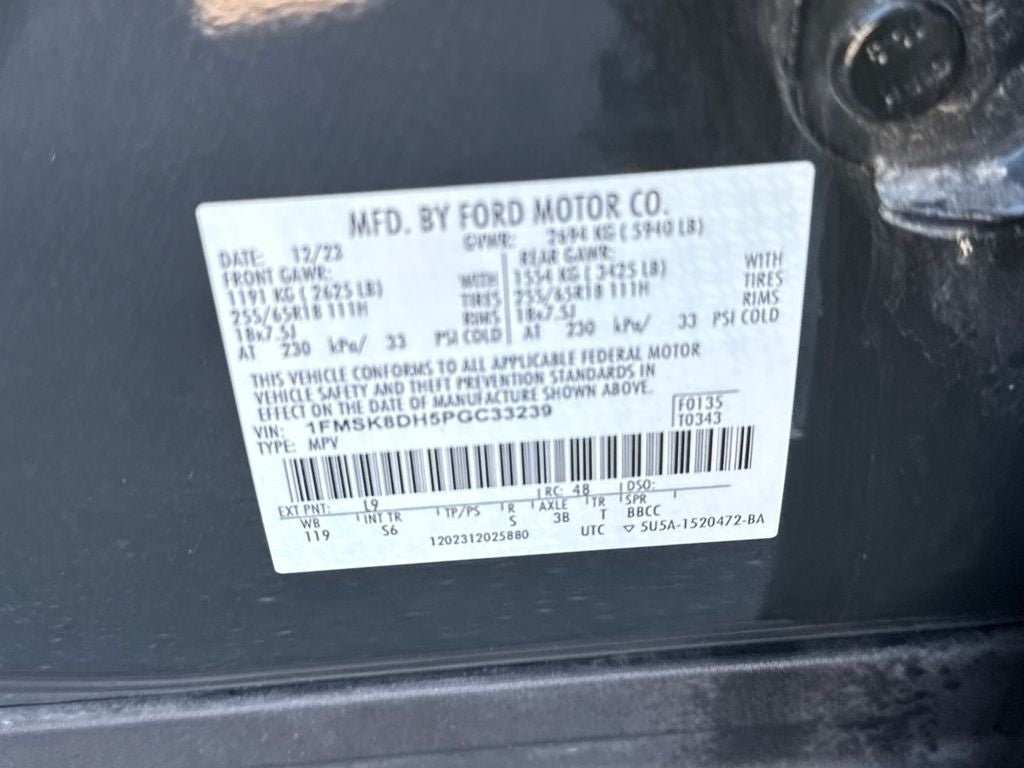 MFD. BY FORD MOTOR CO.
DATE: 12/23 GVWR: 2694 KG ( 5940 LB)
FRONT GAWR: WITH REAR GAWR: WITH
1191 KG ( 2625 LB) TIRES 1554 KG ( 3425 LB) TIRES
255/65R18 111H RIMS 255/65R18 111H RIMS
18x7.5J PSI COLD 18x7.5J PSI COLD
AT 230 kPa/ 33 AT 230 kPa/ 33
THIS VEHICLE CONFORMS TO ALL APPLICABLE FEDERAL MOTOR
VEHICLE SAFETY AND THEFT PREVENTION STANDARDS IN
EFFECT ON THE DATE OF MANUFACTURE SHOWN ABOVE.
VIN: 1FMSK8DH5PGC33239 F0135
TYPE: MPV T0343
EXT PNT: L9 RC: 48 DSO:
WB INT TR TP/PS R AXLE TR SPR
119 S6 S 3B T BBCC
1202312025880 UTC ▽ 5U5A-1520472-BA